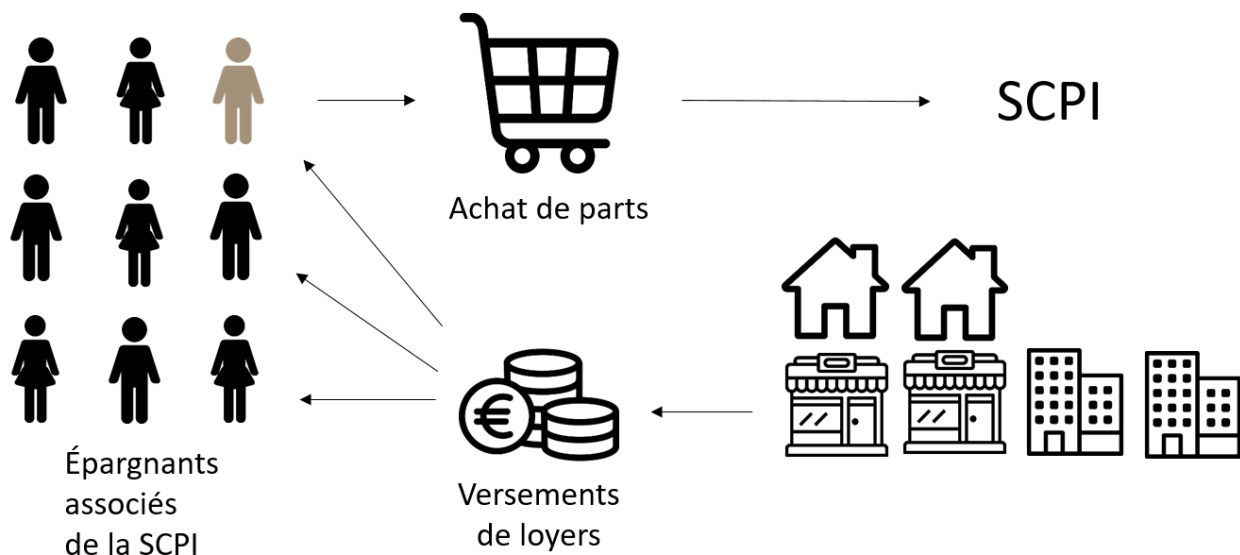 SCPI
Achat de parts
€
Épargnants
associés
de la SCPI
Versements
de loyers